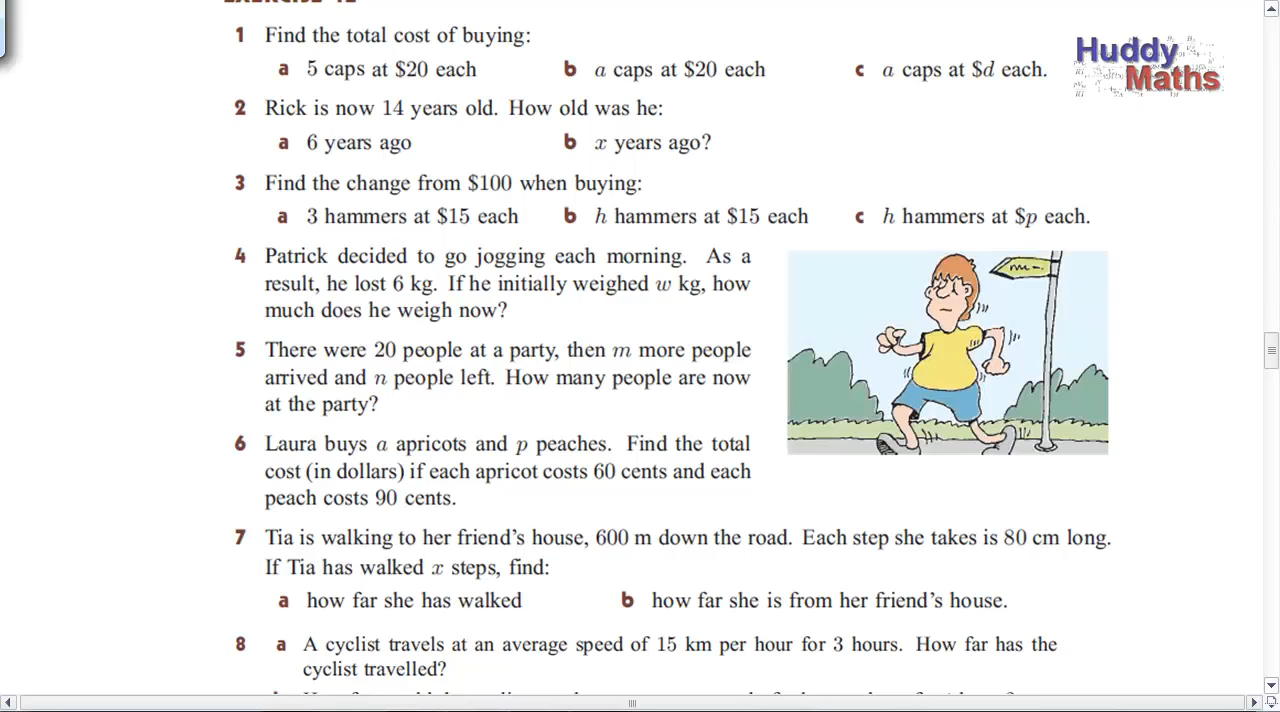 1 Find the total cost of buying:
a 5 caps at $20 each b a caps at $20 each c a caps at $d each.
2 Rick is now 14 years old. How old was he:
a 6 years ago b x years ago?
3 Find the change from $100 when buying:
a 3 hammers at $15 each b h hammers at $15 each c h hammers at $p each.
4 Patrick decided to go jogging each morning. As a
result, he lost 6 kg. If he initially weighed w kg, how
much does he weigh now?
5 There were 20 people at a party, then m more people
arrived and n people left. How many people are now
at the party?
6 Laura buys a apricots and p peaches. Find the total
cost (in dollars) if each apricot costs 60 cents and each
peach costs 90 cents.
7 Tia is walking to her friend's house, 600 m down the road. Each step she takes is 80 cm long.
If Tia has walked x steps, find:
a how far she has walked b how far she is from her friend's house.
8 a A cyclist travels at an average speed of 15 km per hour for 3 hours. How far has the
cyclist travelled?
Huddy
Maths